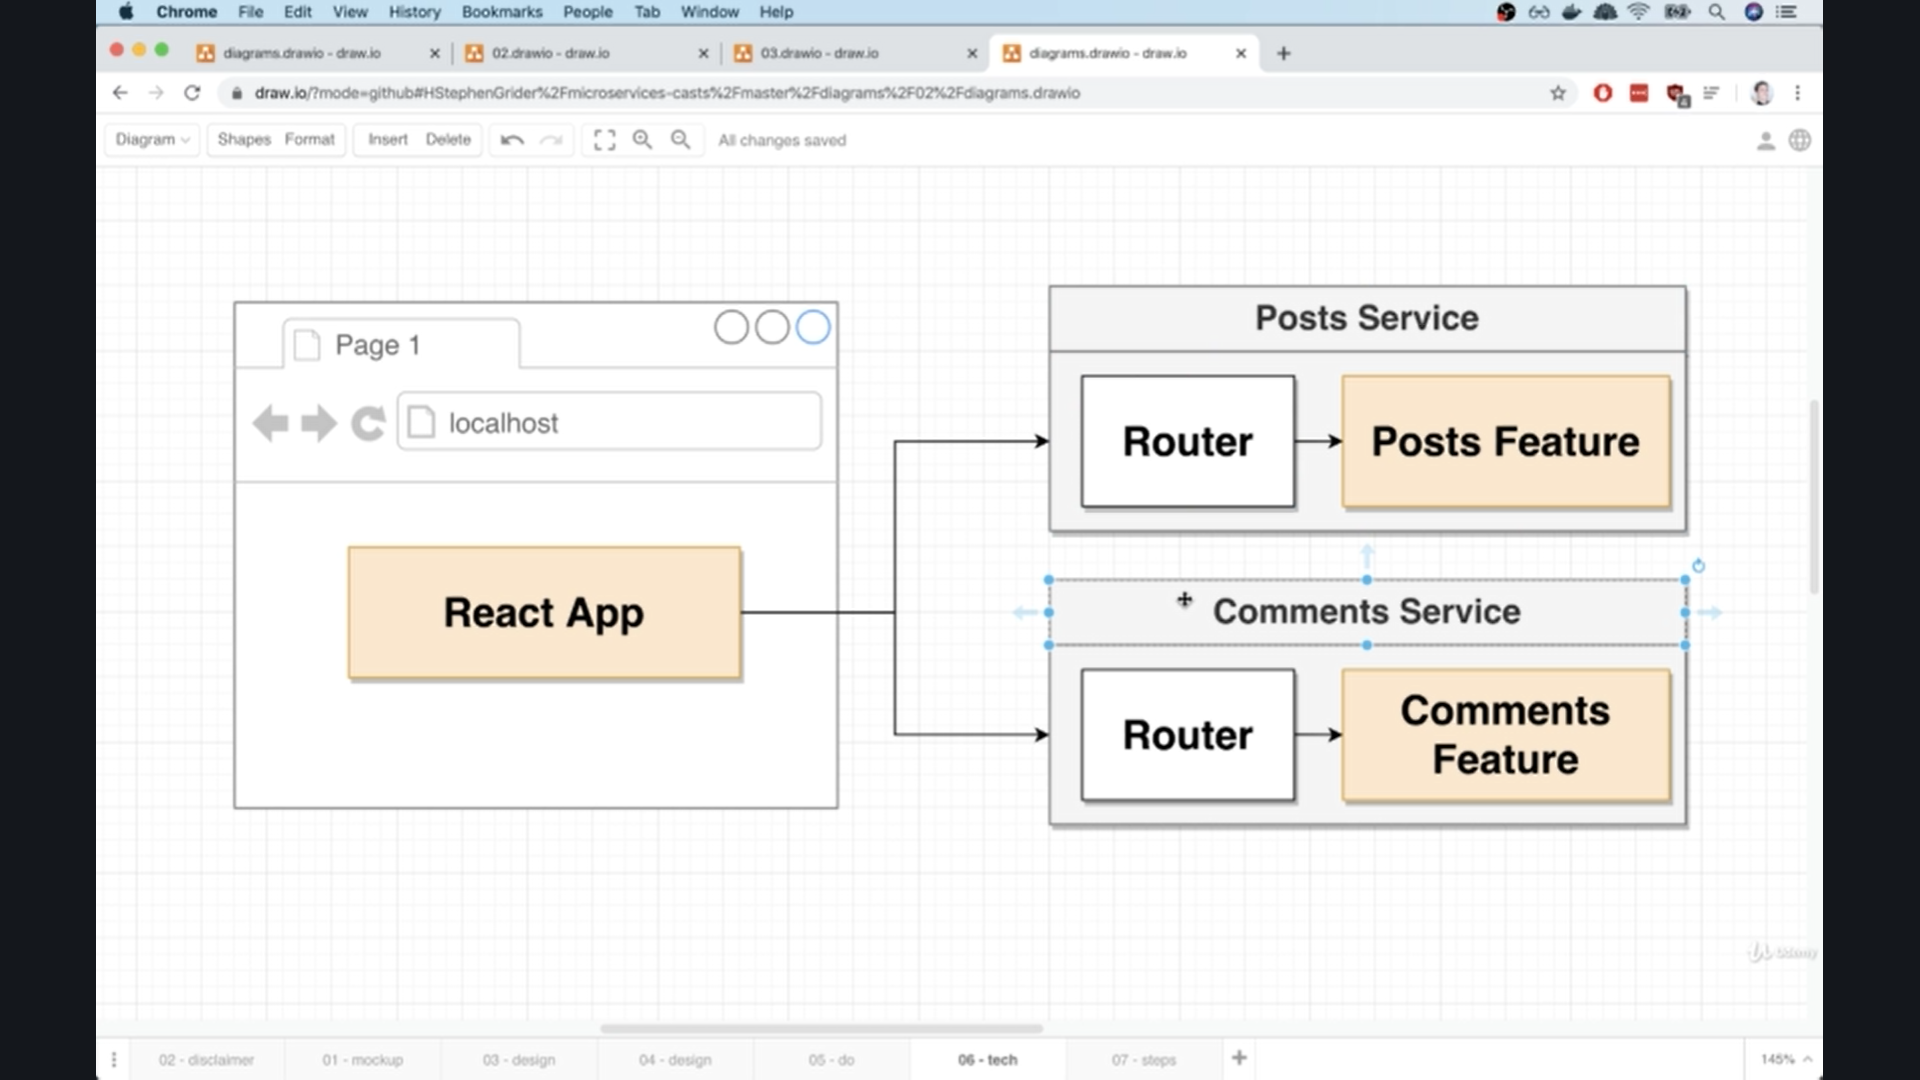 Chrome File Edit View History Bookmarks People Tab Window Help
diagrams.drawio - draw.io
02.drawio - draw.io
03.drawio - draw.io
diagrams.drawio - draw.io
draw.io/?mode=github#HStephenGrider%2Fmicroservices-casts%2Fmaster%2Fdiagrams%2F02%2Fdiagrams.drawio
Diagram Shapes Format Insert Delete All changes saved
Page 1
localhost
React App
Posts Service
Router
Posts Feature
Comments Service
Router
Comments
Feature
Udemy
02 - disclaimer 01 - mockup 03 - design 04 - design 05 - do 06 - tech 07 - steps
145%